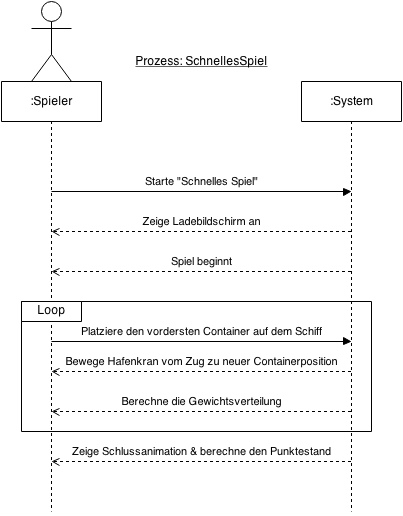 Prozess: SchnellesSpiel
:Spieler
:System
Starte "Schnelles Spiel"
Zeige Ladebildschirm an
Spiel beginnt
Loop
Platziere den vordersten Container auf dem Schiff
Bewege Hafenkran vom Zug zu neuer Containerposition
Berechne die Gewichtsverteilung
Zeige Schlussanimation & berechne den Punktestand